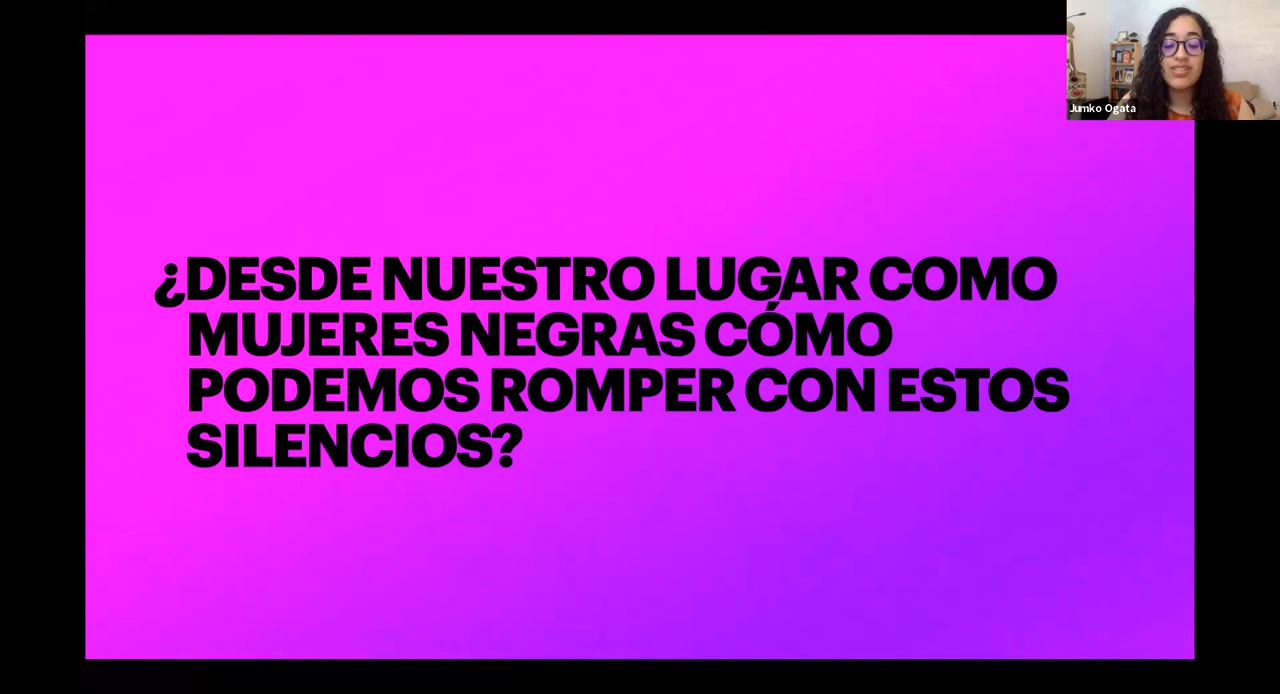 Jumko Ogata
¿DESDE NUESTRO LUGAR COMO
MUJERES NEGRAS CÓMO
PODEMOS ROMPER CON ESTOS
SILENCIOS?